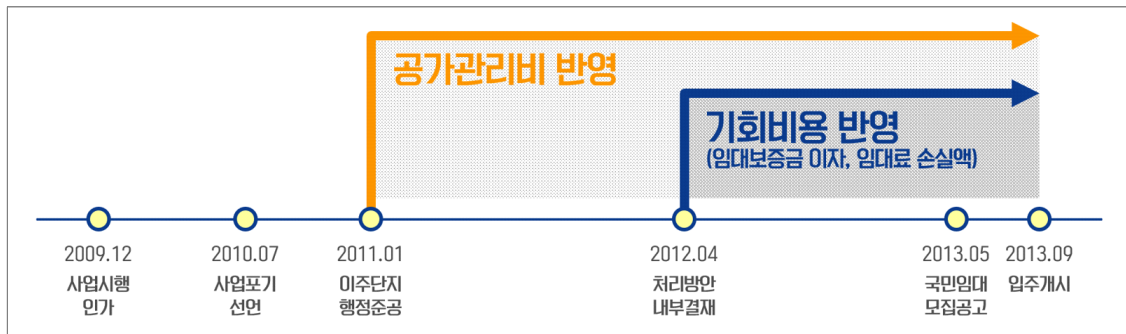 공가관리비 반영
기회비용 반영
(임대보증금 이자, 임대료 손실액)
2009.12
사업시행
인가
2010.07
사업포기
선언
2011.01
이주단지
행정준공
2012.04
처리방안
내부결재
2013.05
국민임대
모집공고
2013.09
입주개시